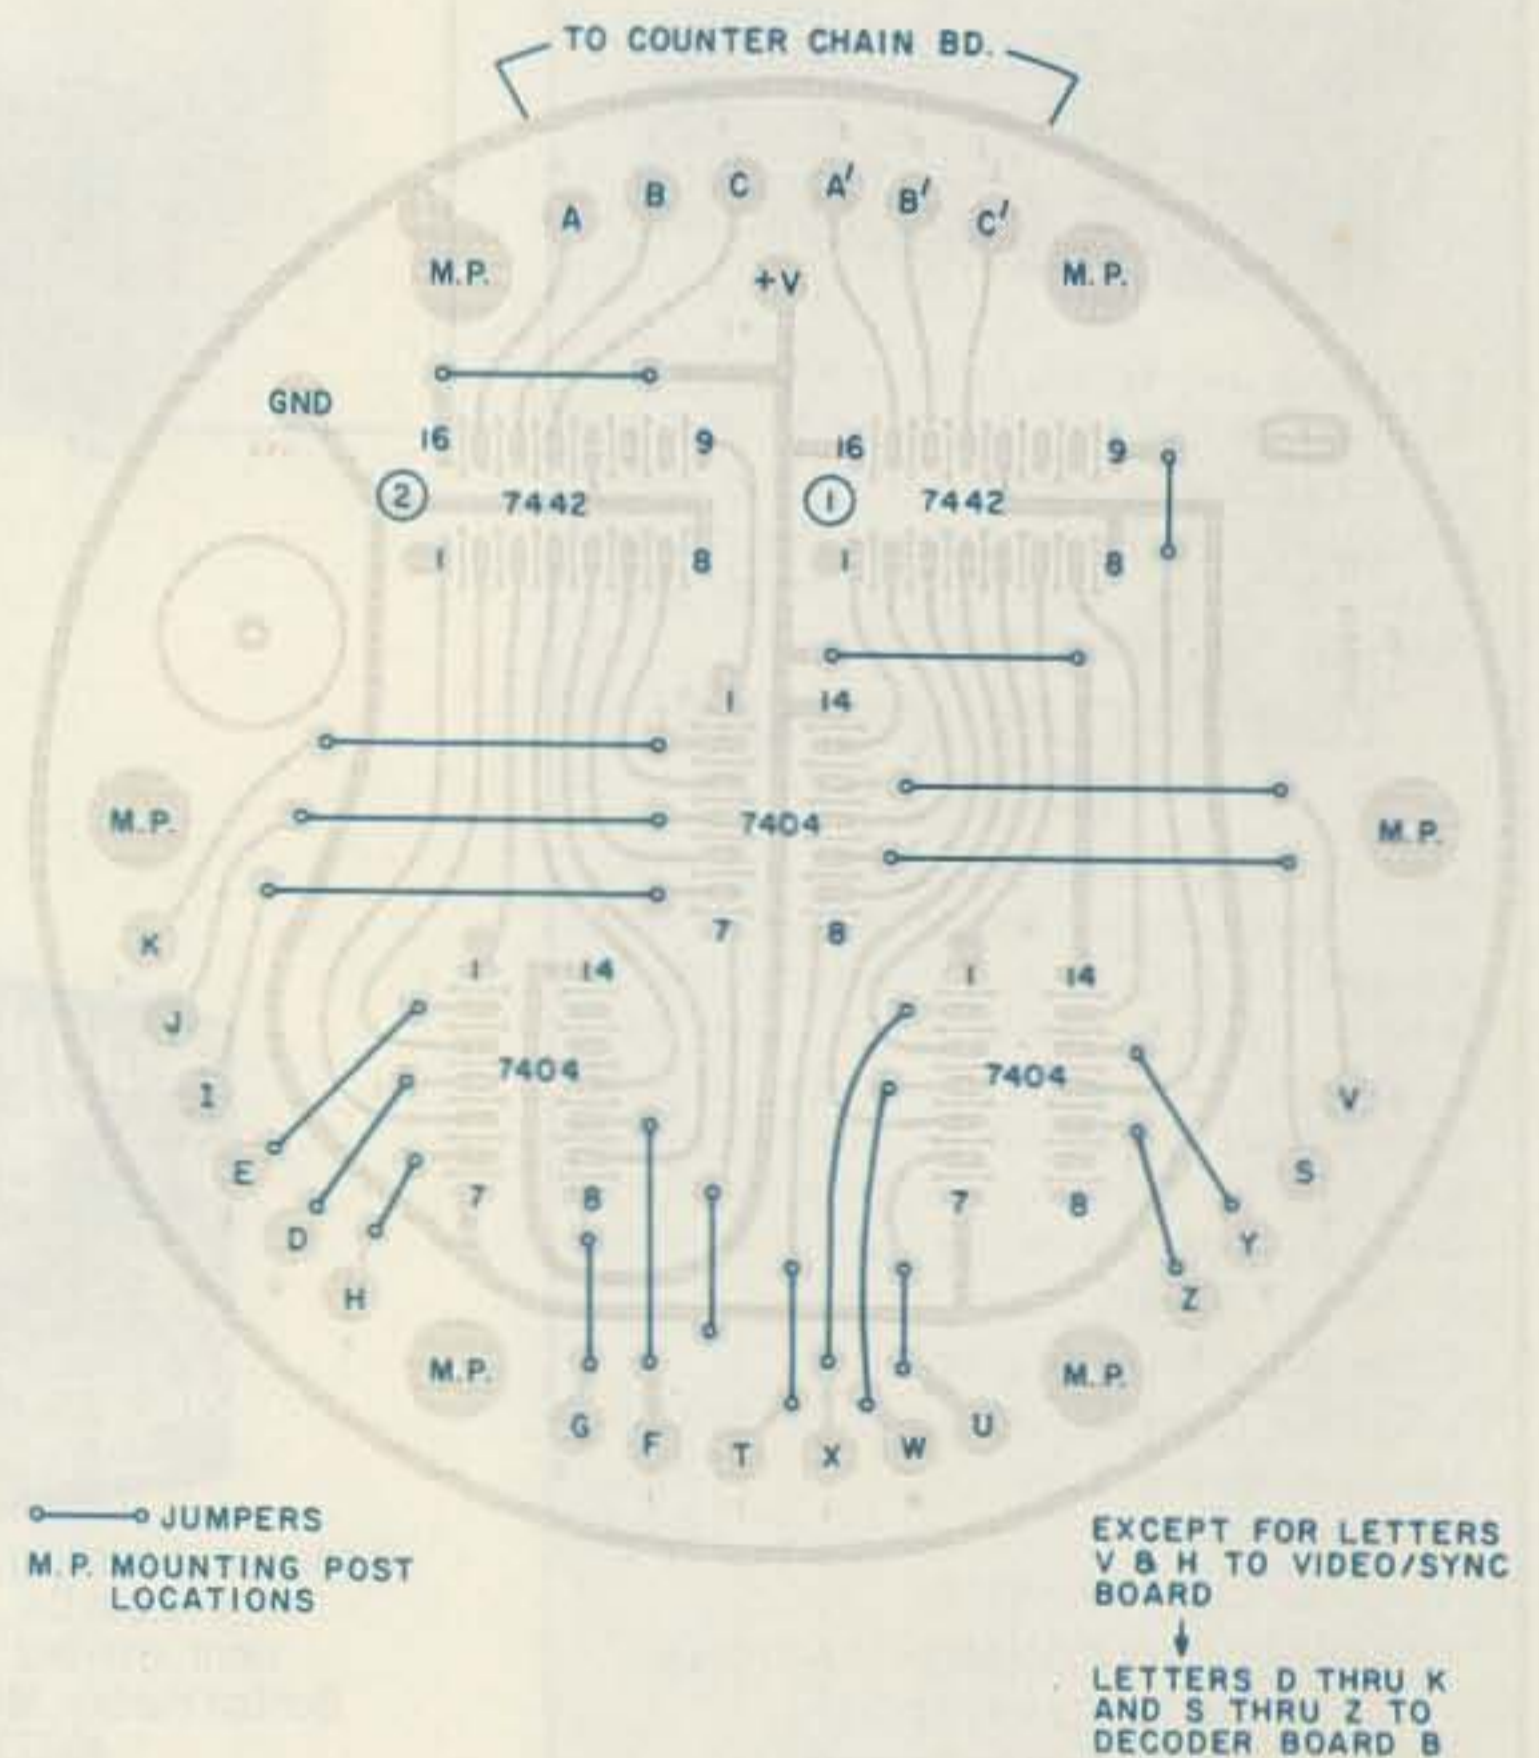 TO COUNTER CHAIN BD.
A B C A' B' C'
M.P. +V M.P.
GND
16 9 16 9
2 7442 1 7442
1 8 1 8
1 14
M.P. 7404 M.P.
K 7 8
J 1 14 1 14
I 7404 7404 V
E 7 8 7 8 S
D Y
H Z
M.P. M.P.
G F T X W U
JUMPERS
M.P. MOUNTING POST
LOCATIONS
EXCEPT FOR LETTERS
V & H TO VIDEO/SYNC
BOARD
LETTERS D THRU K
AND S THRU Z TO
DECODER BOARD B